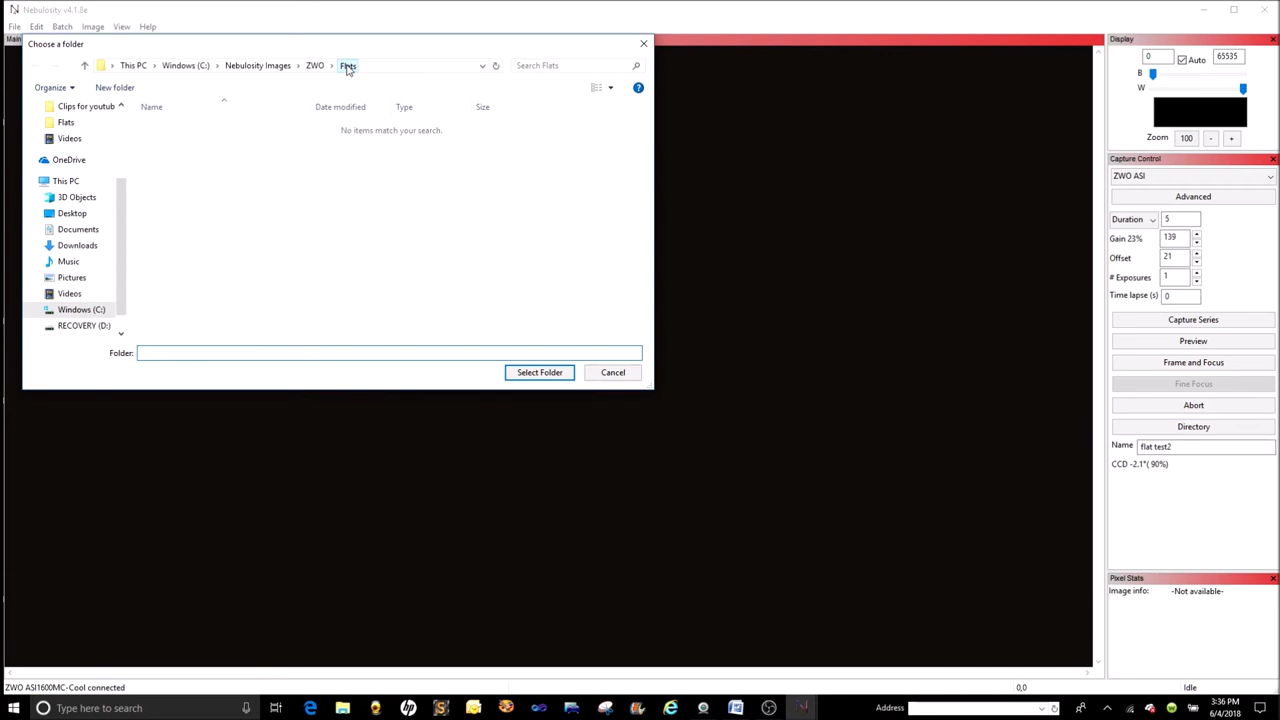 Nebulosity v4.1.8e
File Edit Batch Image View Help
Main
Choose a folder
This PC › Windows (C:) › Nebulosity Images › ZWO › Flats
Search Flats
Organize
New folder
Name
Date modified
Type
Size
No items match your search.
Clips for youtub
Flats
Videos
OneDrive
This PC
3D Objects
Desktop
Documents
Downloads
Music
Pictures
Videos
Windows (C:)
RECOVERY (D:)
Folder:
Select Folder
Cancel
Display
0
Auto
65535
B
W
Zoom
100
-
+
Capture Control
ZWO ASI
Advanced
Duration
5
Gain 23%
139
Offset
21
# Exposures
1
Time lapse (s)
0
Capture Series
Preview
Frame and Focus
Fine Focus
Abort
Directory
Name
flat test2
CCD -2.1°( 90%)
Pixel Stats
Image info:
-Not available-
ZWO ASI1600MC-Cool connected
0,0
Idle
Type here to search
Address
3:36 PM
6/4/2018